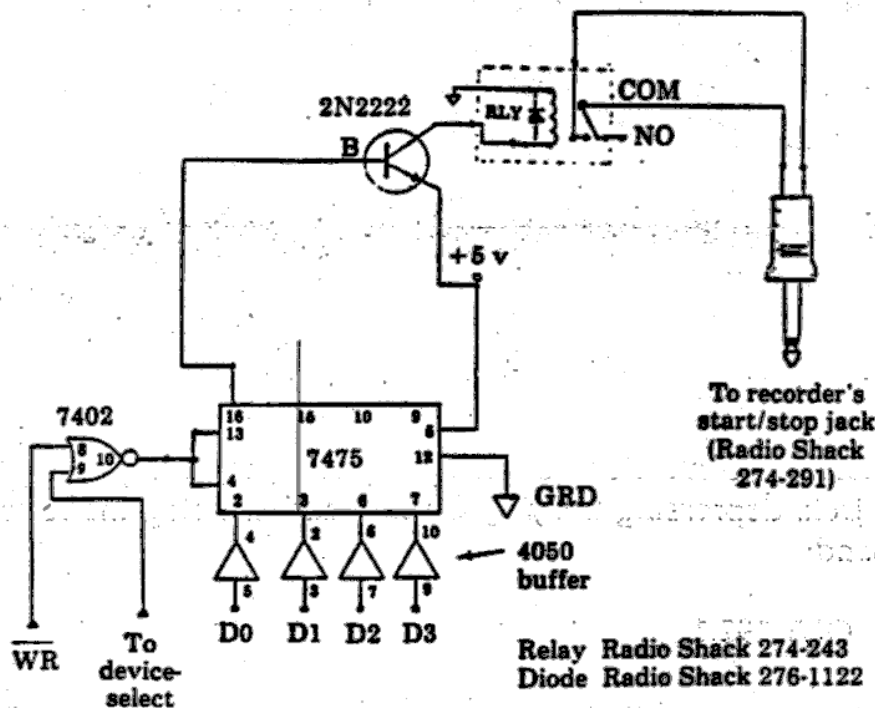 2N2222
B
RLY
COM
NO
+5 v
7402
8
9
10
16
15
10
9
13
5
7475
12
4
2
3
6
7
GRD
To recorder's
start/stop jack
(Radio Shack
274-291)
4
2
6
10
4050
buffer
5
3
7
9
D0
D1
D2
D3
WR
To
device-
select
Relay Radio Shack 274-243
Diode Radio Shack 276-1122